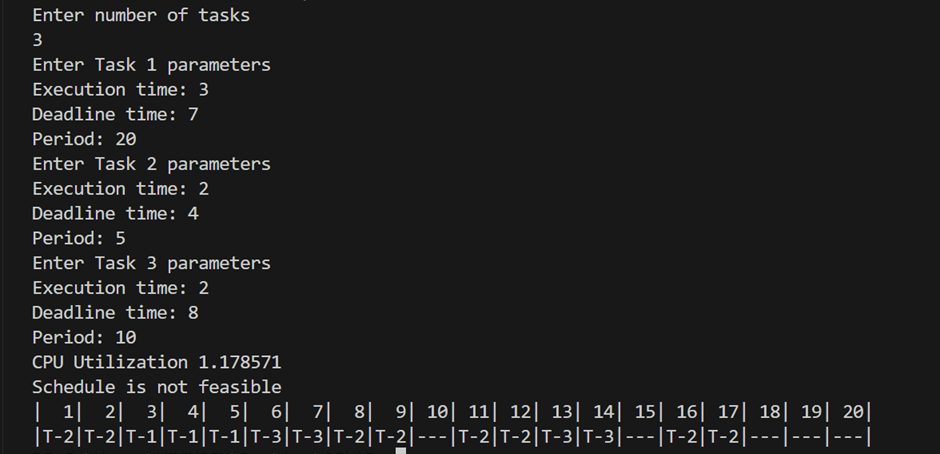 Enter number of tasks
3
Enter Task 1 parameters
Execution time: 3
Deadline time: 7
Period: 20
Enter Task 2 parameters
Execution time: 2
Deadline time: 4
Period: 5
Enter Task 3 parameters
Execution time: 2
Deadline time: 8
Period: 10
CPU Utilization 1.178571
Schedule is not feasible
|  1|  2|  3|  4|  5|  6|  7|  8|  9| 10| 11| 12| 13| 14| 15| 16| 17| 18| 19| 20|
|T-2|T-2|T-1|T-1|T-1|T-3|T-3|T-2|T-2|---|T-2|T-2|T-3|T-3|---|T-2|T-2|---|---|---|